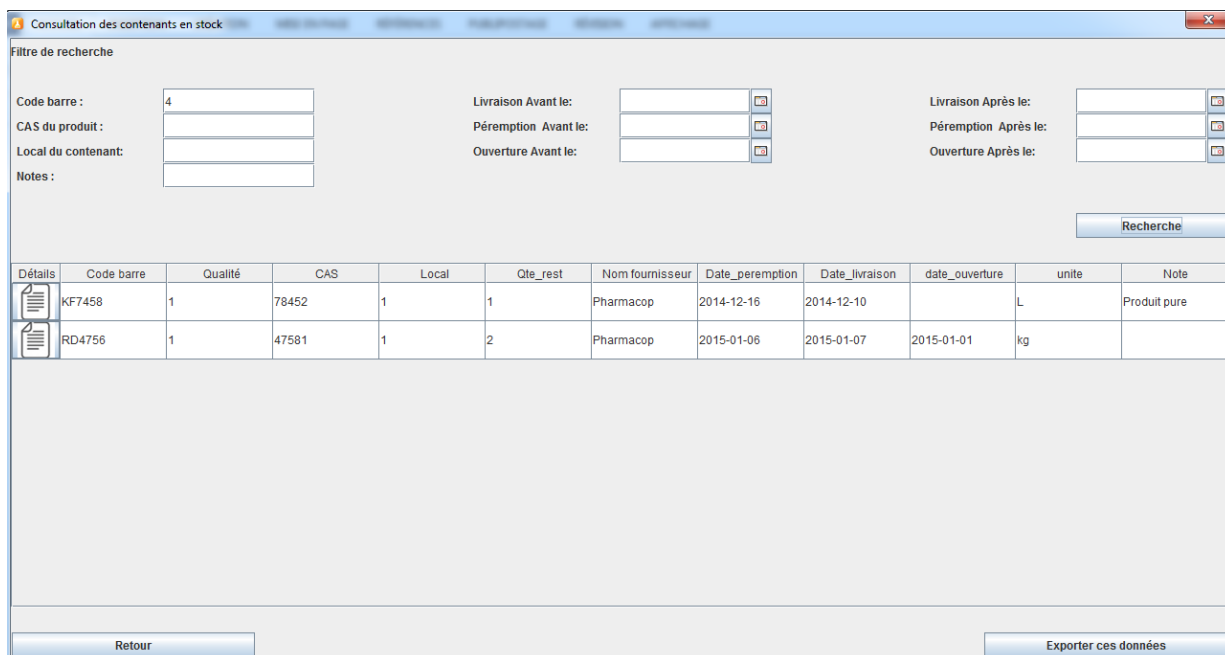 Consultation des contenants en stock
Filtre de recherche
Code barre : 4 Livraison Avant le: Livraison Après le:
CAS du produit : Péremption Avant le: Péremption Après le:
Local du contenant: Ouverture Avant le: Ouverture Après le:
Notes :
Recherche
Détails Code barre Qualité CAS Local Qte_rest Nom fournisseur Date_peremption Date_livraison date_ouverture unite Note
KF7458 1 78452 1 1 Pharmacop 2014-12-16 2014-12-10 L Produit pure
RD4756 1 47581 1 2 Pharmacop 2015-01-06 2015-01-07 2015-01-01 kg
Retour Exporter ces données